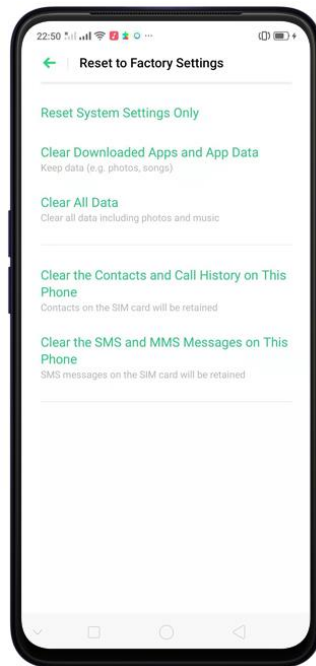 22:50
Reset to Factory Settings
Reset System Settings Only
Clear Downloaded Apps and App Data
Keep data (e.g. photos, songs)
Clear All Data
Clear all data including photos and music
Clear the Contacts and Call History on This
Phone
Contacts on the SIM card will be retained
Clear the SMS and MMS Messages on This
Phone
SMS messages on the SIM card will be retained